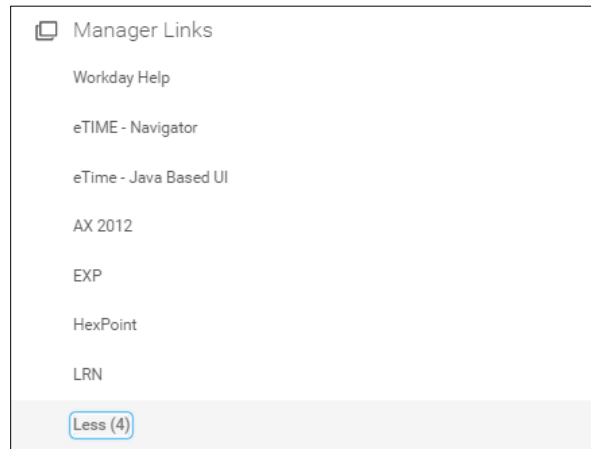 Manager Links
Workday Help
eTIME - Navigator
eTime - Java Based UI
AX 2012
EXP
HexPoint
LRN
Less (4)